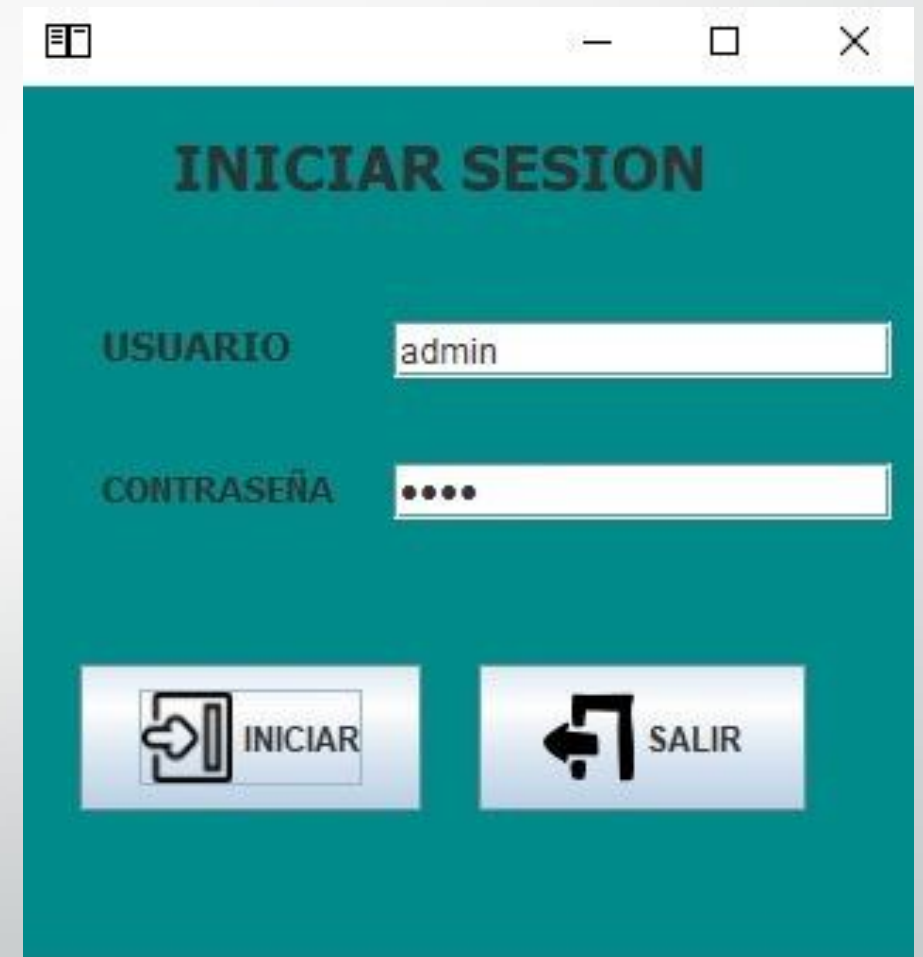 INICIAR SESION
USUARIO admin
CONTRASEÑA ••••
INICIAR SALIR